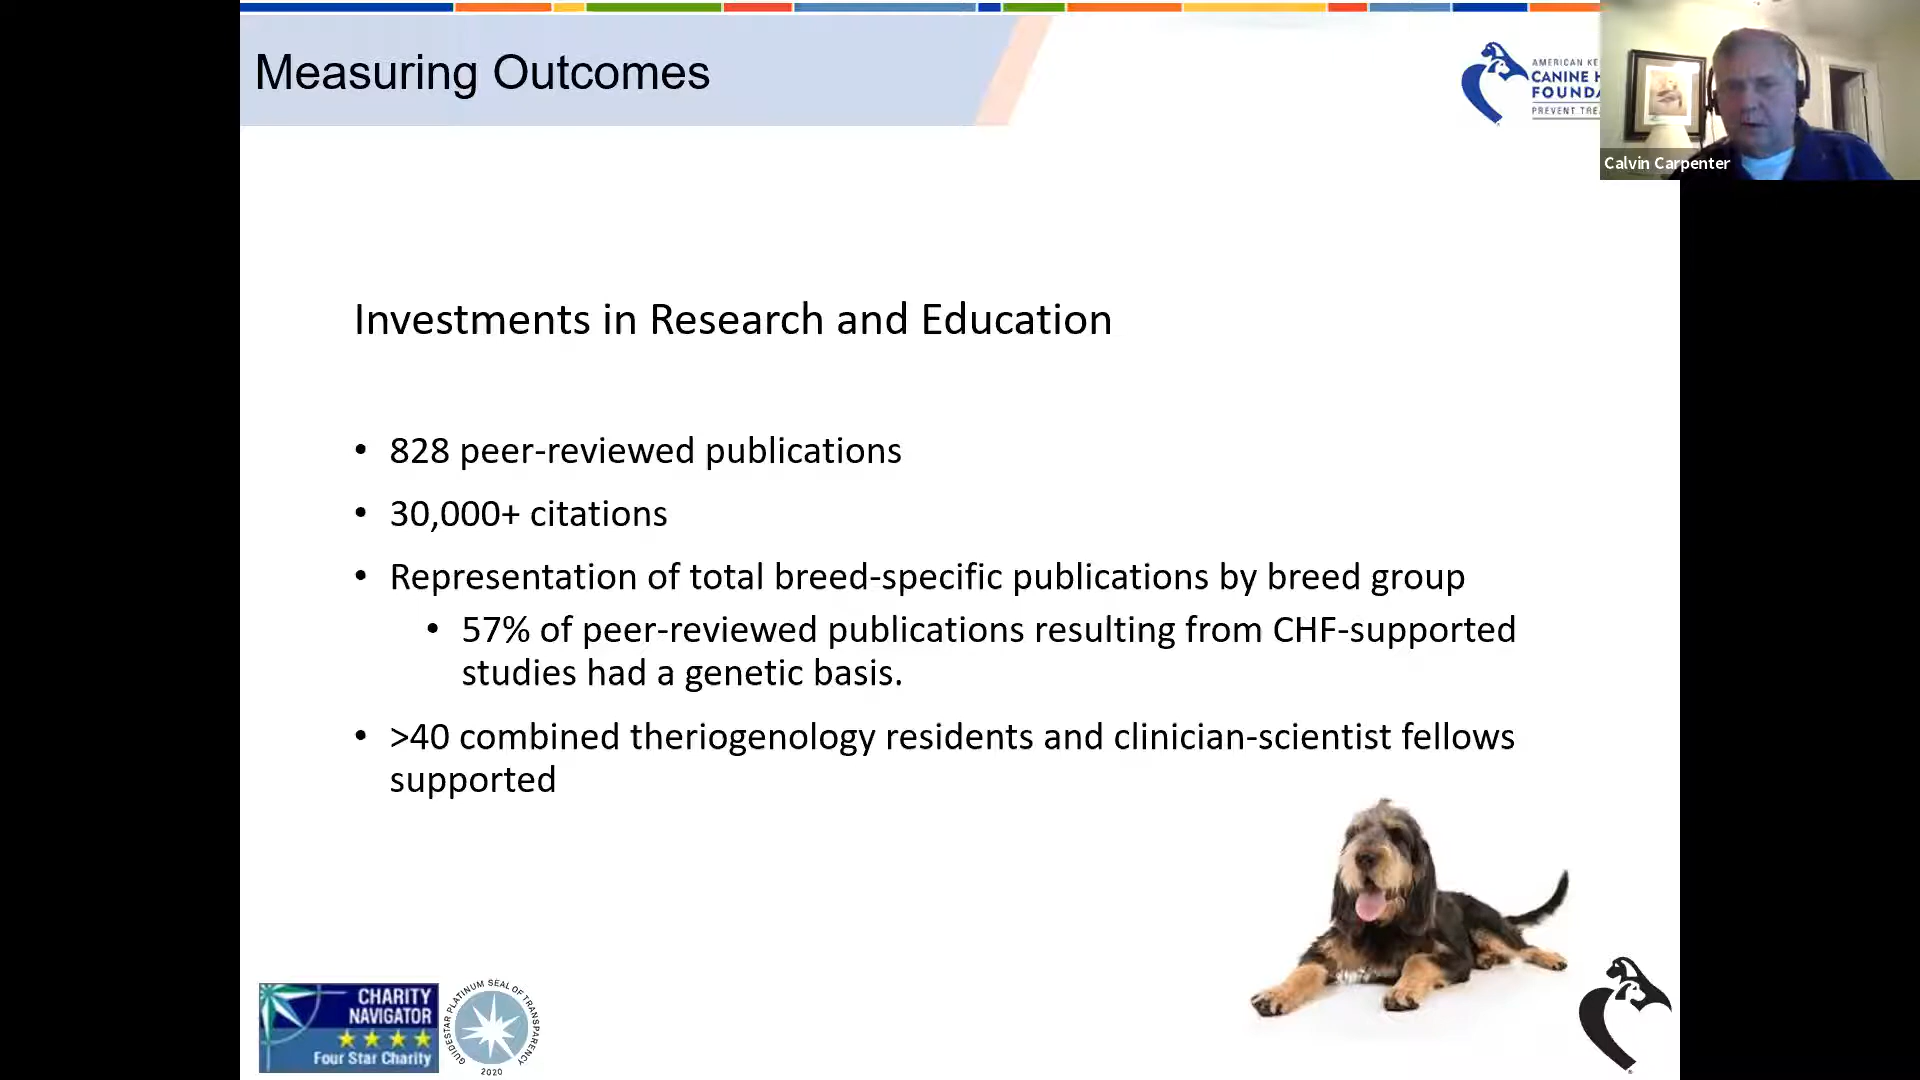 Measuring Outcomes
AMERICAN KE
CANINE H
FOUNDA
PREVENT TRE
Calvin Carpenter
Investments in Research and Education
• 828 peer-reviewed publications
• 30,000+ citations
• Representation of total breed-specific publications by breed group
• 57% of peer-reviewed publications resulting from CHF-supported
studies had a genetic basis.
• >40 combined theriogenology residents and clinician-scientist fellows
supported
CHARITY
NAVIGATOR
Four Star Charity
GUIDESTAR PLATINUM SEAL OF TRANSPARENCY
2020